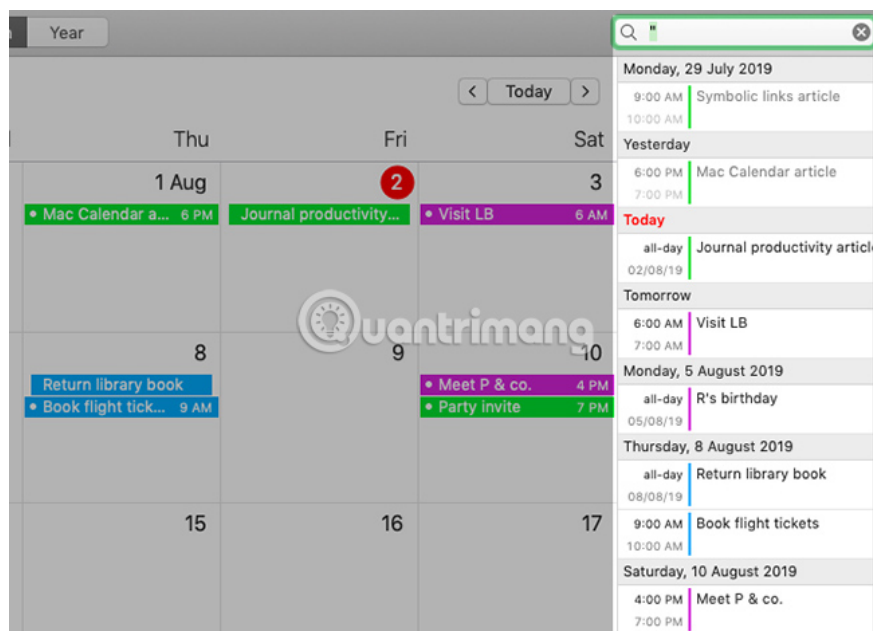 Year
"
Today
Thu Fri Sat
1 Aug 2 3
• Mac Calendar a... 6 PM
Journal productivity...
• Visit LB 6 AM
8 9 10
Return library book
• Book flight tick... 9 AM
• Meet P & co. 4 PM
• Party invite 7 PM
15 16 17
Monday, 29 July 2019
9:00 AM Symbolic links article
10:00 AM
Yesterday
6:00 PM Mac Calendar article
7:00 PM
Today
all-day Journal productivity articl
02/08/19
Tomorrow
6:00 AM Visit LB
7:00 AM
Monday, 5 August 2019
all-day R's birthday
05/08/19
Thursday, 8 August 2019
all-day Return library book
08/08/19
9:00 AM Book flight tickets
10:00 AM
Saturday, 10 August 2019
4:00 PM Meet P & co.
7:00 PM
Quantrimang